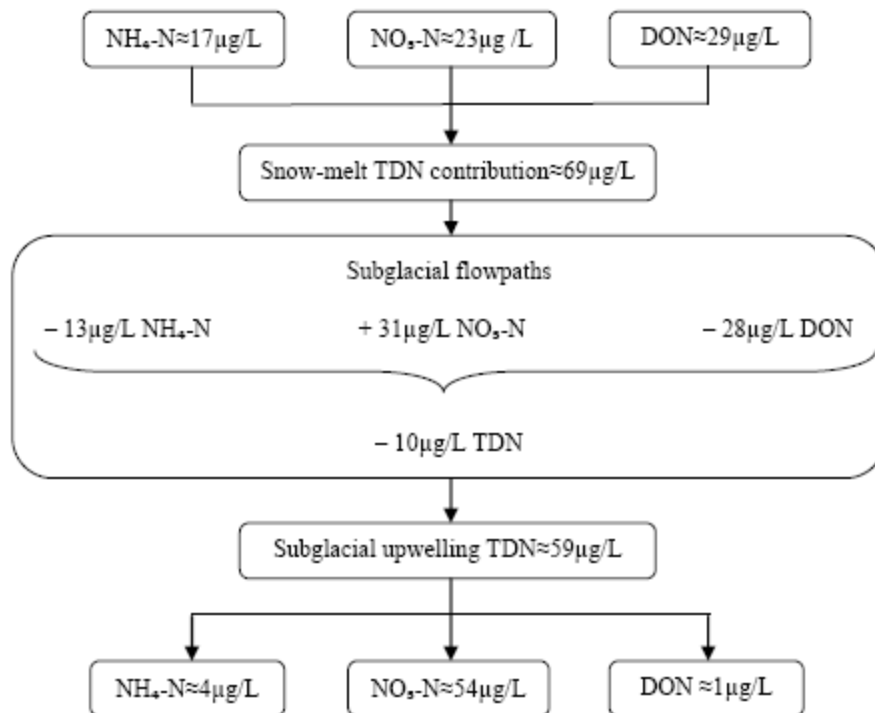 NH₄-N≈17μg/L
NO₃-N≈23μg /L
DON≈29μg/L
Snow-melt TDN contribution≈69μg/L
Subglacial flowpaths
– 13μg/L NH₄-N
+ 31μg/L NO₃-N
– 28μg/L DON
– 10μg/L TDN
Subglacial upwelling TDN≈59μg/L
NH₄-N≈4μg/L
NO₃-N≈54μg/L
DON ≈1μg/L